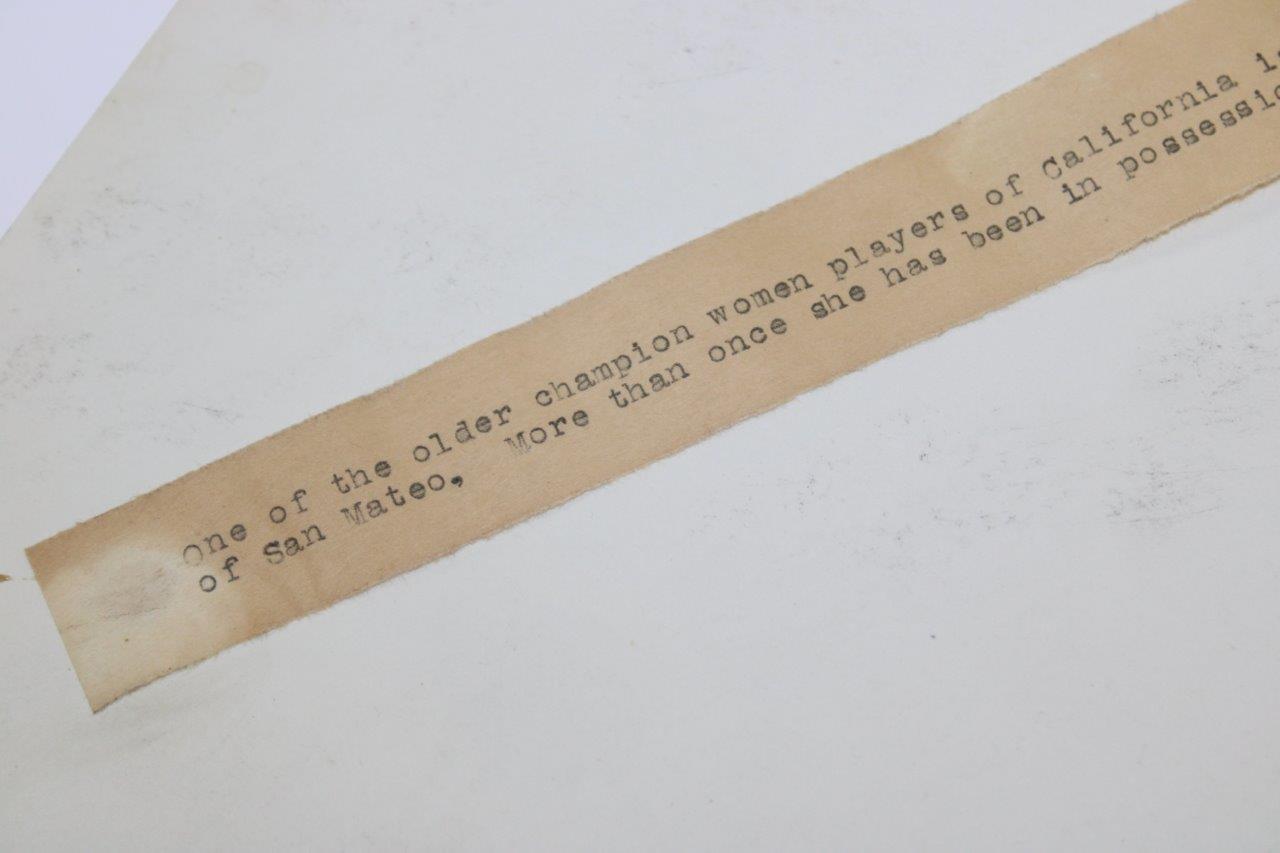 One of the older champion women players of California
of San Mateo, More than once she has been in